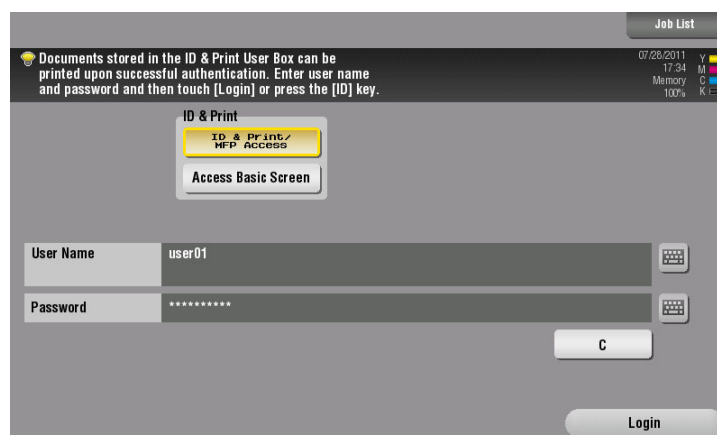 Job List
Documents stored in the ID & Print User Box can be
printed upon successful authentication. Enter user name
and password and then touch [Login] or press the [ID] key.
07/28/2011
17:34
Memory
100%
Y
M
C
K
ID & Print
ID & Print/
MFP Access
Access Basic Screen
User Name
user01
Password
**********
C
Login